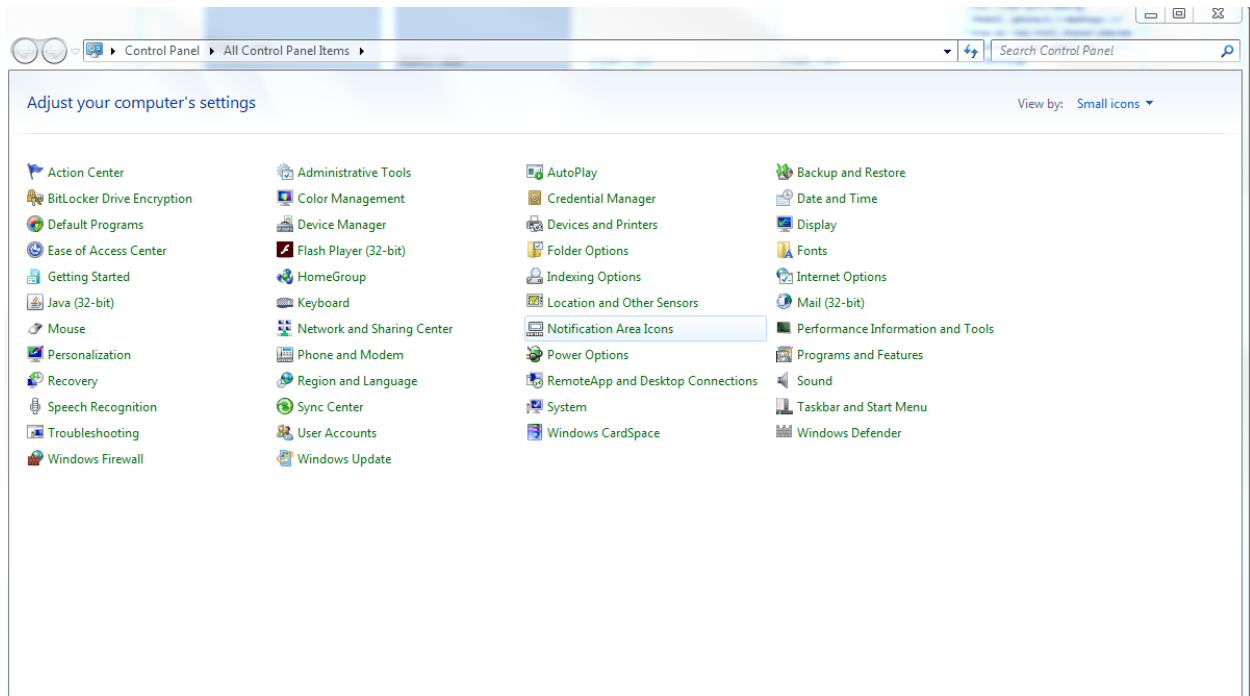 Control Panel All Control Panel Items Search Control Panel
Adjust your computer's settings View by: Small icons
Action Center Administrative Tools AutoPlay Backup and Restore
BitLocker Drive Encryption Color Management Credential Manager Date and Time
Default Programs Device Manager Devices and Printers Display
Ease of Access Center Flash Player (32-bit) Folder Options Fonts
Getting Started HomeGroup Indexing Options Internet Options
Java (32-bit) Keyboard Location and Other Sensors Mail (32-bit)
Mouse Network and Sharing Center Notification Area Icons Performance Information and Tools
Personalization Phone and Modem Power Options Programs and Features
Recovery Region and Language RemoteApp and Desktop Connections Sound
Speech Recognition Sync Center System Taskbar and Start Menu
Troubleshooting User Accounts Windows CardSpace Windows Defender
Windows Firewall Windows Update